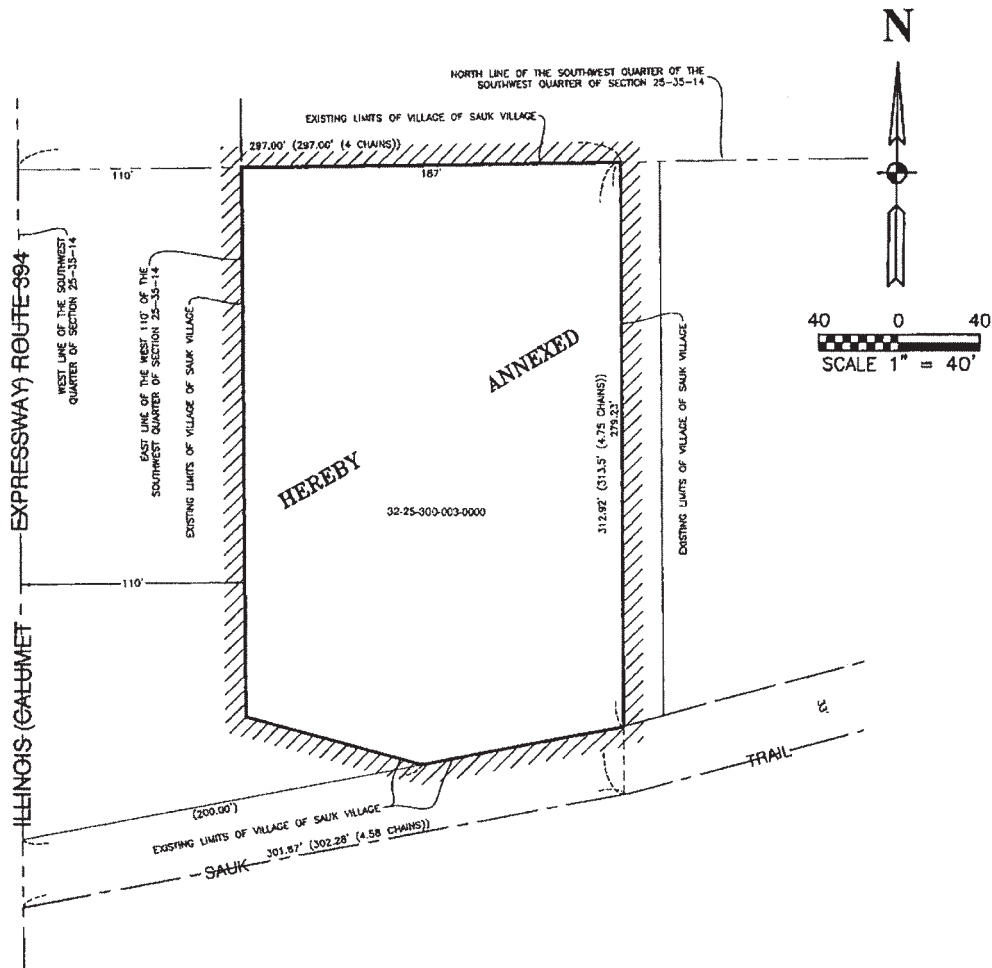 N
NORTH LINE OF THE SOUTHWEST QUARTER OF THE
SOUTHWEST QUARTER OF SECTION 25-35-14
EXISTING LIMITS OF VILLAGE OF SAUK VILLAGE
297.00' (297.00' (4 CHAINS))
110'
187'
WEST LINE OF THE SOUTHWEST
QUARTER OF SECTION 25-35-14
EAST LINE OF THE WEST 110' OF THE
SOUTHWEST QUARTER OF SECTION 25-35-14
EXISTING LIMITS OF VILLAGE OF SAUK VILLAGE
ILLINOIS (CALUMET EXPRESSWAY) ROUTE 394
40 0 40
SCALE 1" = 40'
HEREBY ANNEXED
312.92' (313.5' (4.75 CHAINS))
279.23'
EXISTING LIMITS OF VILLAGE OF SAUK VILLAGE
32-25-300-003-0000
110'
33'
(200.00')
EXISTING LIMITS OF VILLAGE OF SAUK VILLAGE
301.87' (302.28' (4.58 CHAINS))
SAUK TRAIL